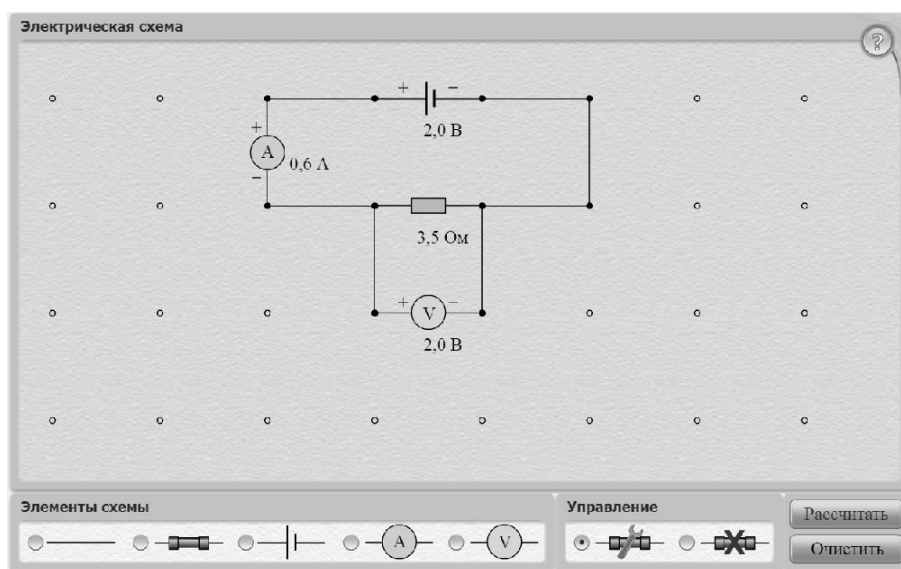 Электрическая схема
?
+ −
2,0 В
+
A
0,6 А
−
3,5 Ом
+ V −
2,0 В
Элементы схемы
Управление
A
V
Рассчитать
Очистить